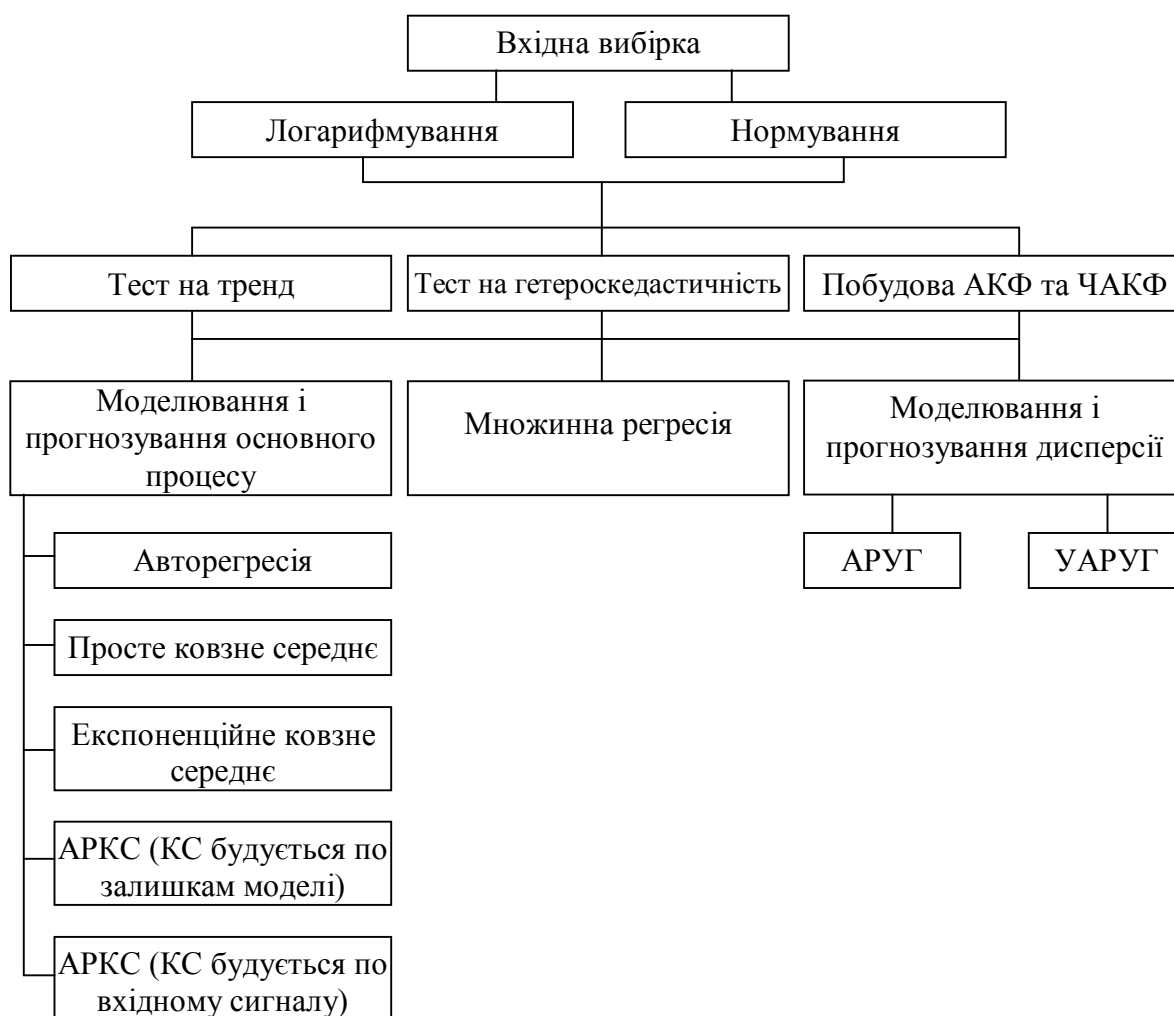 Вхідна вибірка
Логарифмування
Нормування
Тест на тренд
Тест на гетероскедастичність
Побудова АКФ та ЧАКФ
Моделювання і
прогнозування основного
процесу
Множинна регресія
Моделювання і
прогнозування дисперсії
Авторегресія
АРУГ
УАРУГ
Просте ковзне середнє
Експоненційне ковзне
середнє
АРКС (КС будується по
залишкам моделі)
АРКС (КС будується по
вхідному сигналу)